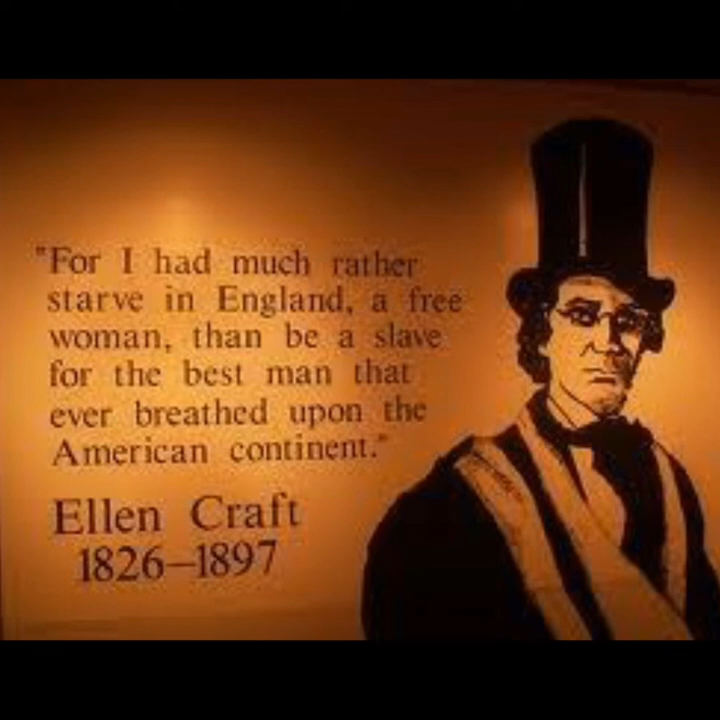 "For I had much rather
starve in England, a free
woman, than be a slave
for the best man that
ever breathed upon the
American continent."
Ellen Craft
1826–1897